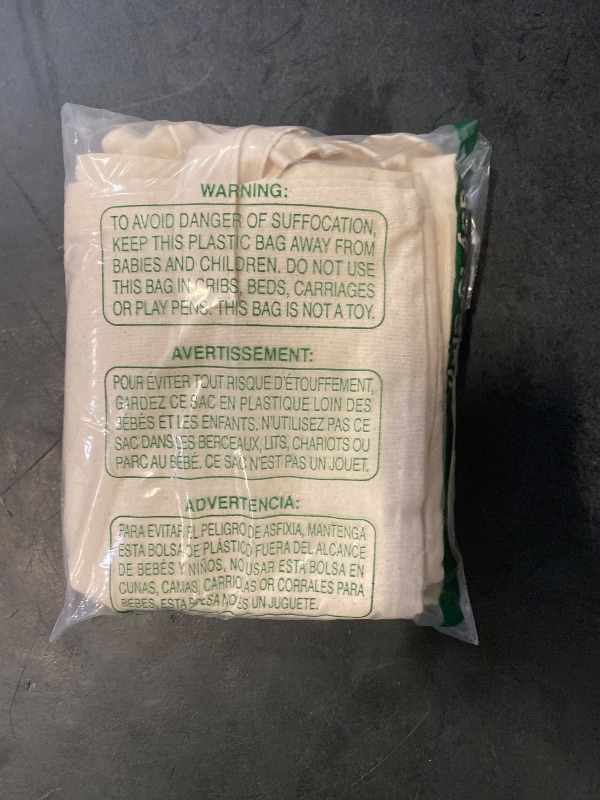 WARNING:
TO AVOID DANGER OF SUFFOCATION,
KEEP THIS PLASTIC BAG AWAY FROM
BABIES AND CHILDREN. DO NOT USE
THIS BAG IN CRIBS, BEDS, CARRIAGES
OR PLAY PENS. THIS BAG IS NOT A TOY.
AVERTISSEMENT:
POUR ÉVITER TOUT RISQUE D'ÉTOUFFEMENT,
GARDEZ CE SAC EN PLASTIQUE LOIN DES
BÉBÉS ET LES ENFANTS. N'UTILISEZ PAS CE
SAC DANS LES BERCEAUX, LITS, CHARIOTS OU
PARC AU BÉBÉ. CE SAC N'EST PAS UN JOUET.
ADVERTENCIA:
PARA EVITAR EL PELIGRO DE ASFIXIA, MANTENGA
ESTA BOLSA DE PLÁSTICO FUERA DEL ALCANCE
DE BEBÉS Y NIÑOS, NO USAR ESTA BOLSA EN
CUNAS, CAMAS, CARRIOLAS OR CORRALES PARA
BEBES, ESTA BOLSA NO ES UN JUGUETE.